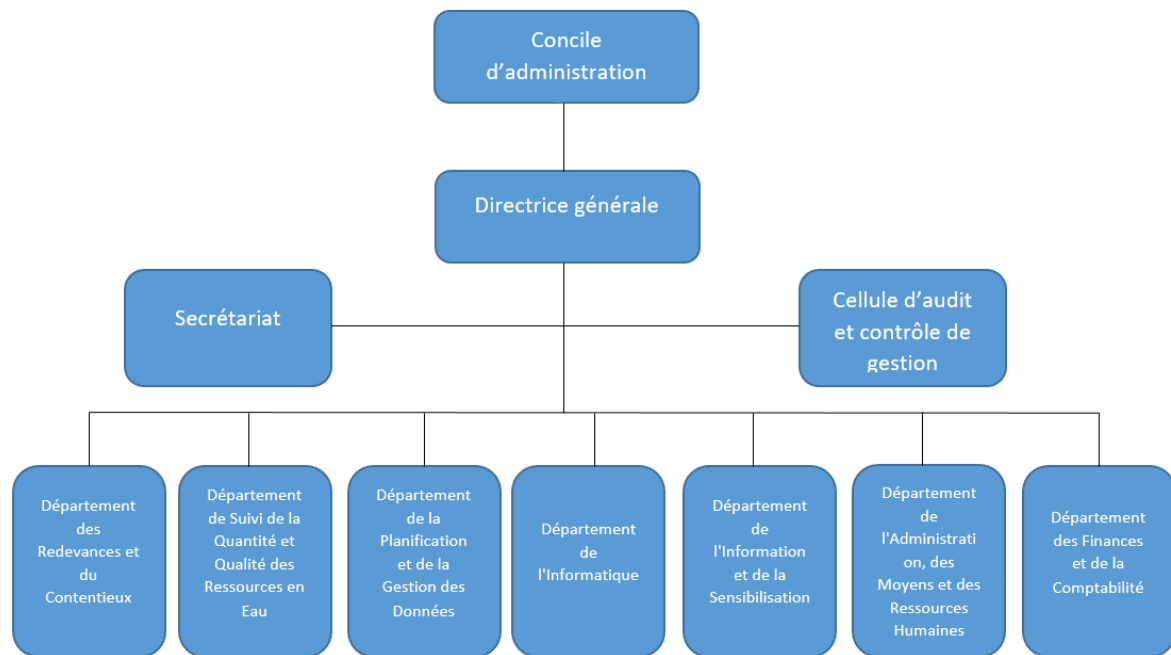 Concile
d’administration
Directrice générale
Secrétariat
Cellule d’audit
et contrôle de
gestion
Département
des
Redevances et
du
Contentieux
Département
de Suivi de la
Quantité et
Qualité des
Ressources en
Eau
Département
de la
Planification
et de la
Gestion des
Données
Département
de
l'Informatique
Département
de
l'Information
et de la
Sensibilisation
Département
de
l'Administrati
on, des
Moyens et des
Ressources
Humaines
Département
des Finances
et de la
Comptabilité